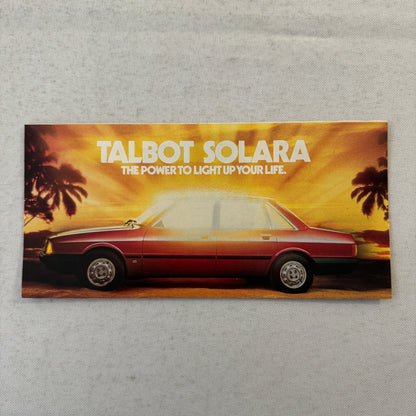 TALBOT SOLARA
THE POWER TO LIGHT UP YOUR LIFE.